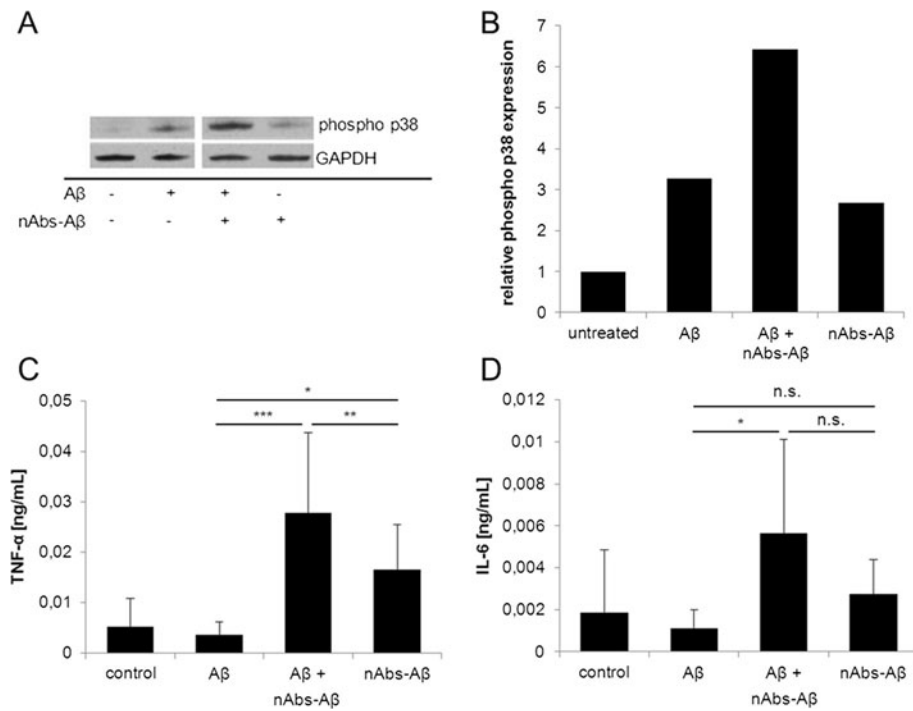 A
phospho p38
GAPDH
Aβ - + + -
nAbs-Aβ - - + +
B
relative phospho p38 expression
7
6
5
4
3
2
1
0
untreated Aβ Aβ + nAbs-Aβ
nAbs-Aβ
C
TNF-α [ng/mL]
0,05
0,04
0,03
0,02
0,01
0
*
*** **
control Aβ Aβ + nAbs-Aβ
nAbs-Aβ
D
IL-6 [ng/mL]
0,012
0,01
0,008
0,006
0,004
0,002
0
n.s.
* n.s.
control Aβ Aβ + nAbs-Aβ
nAbs-Aβ